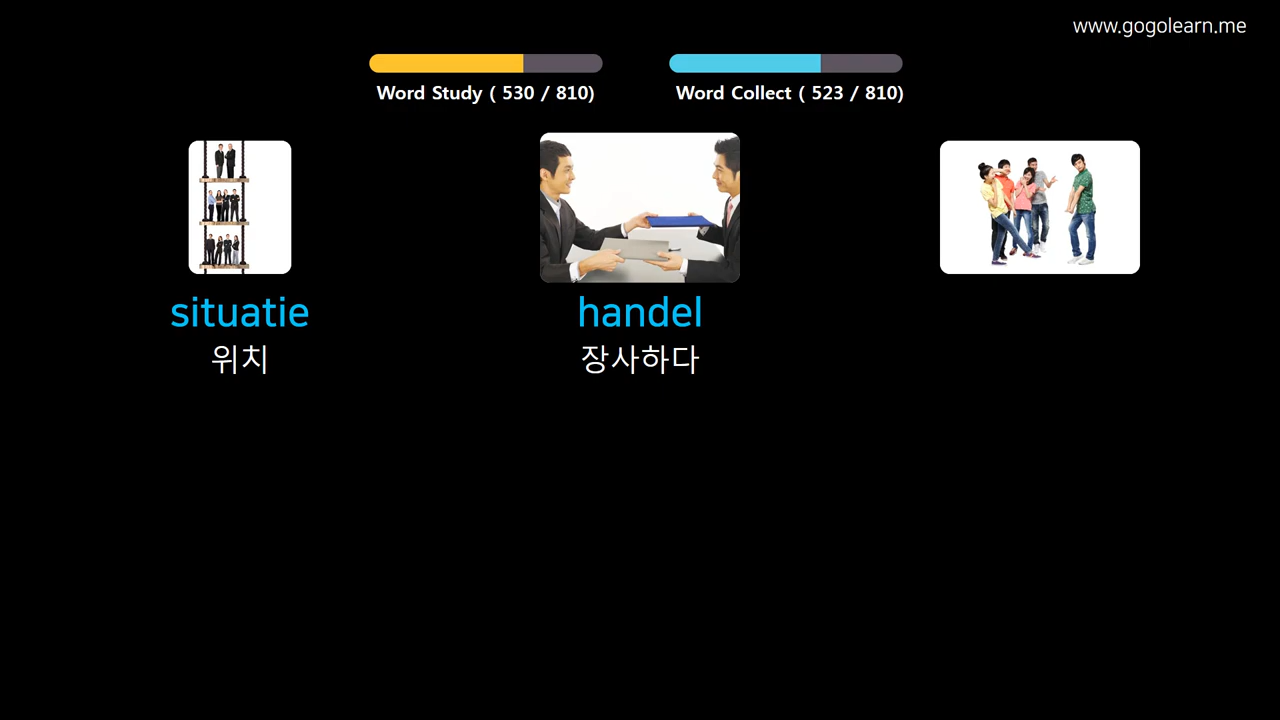 www.gogolearn.me
Word Study ( 530 / 810)
Word Collect ( 523 / 810)
situatie
위치
handel
장사하다